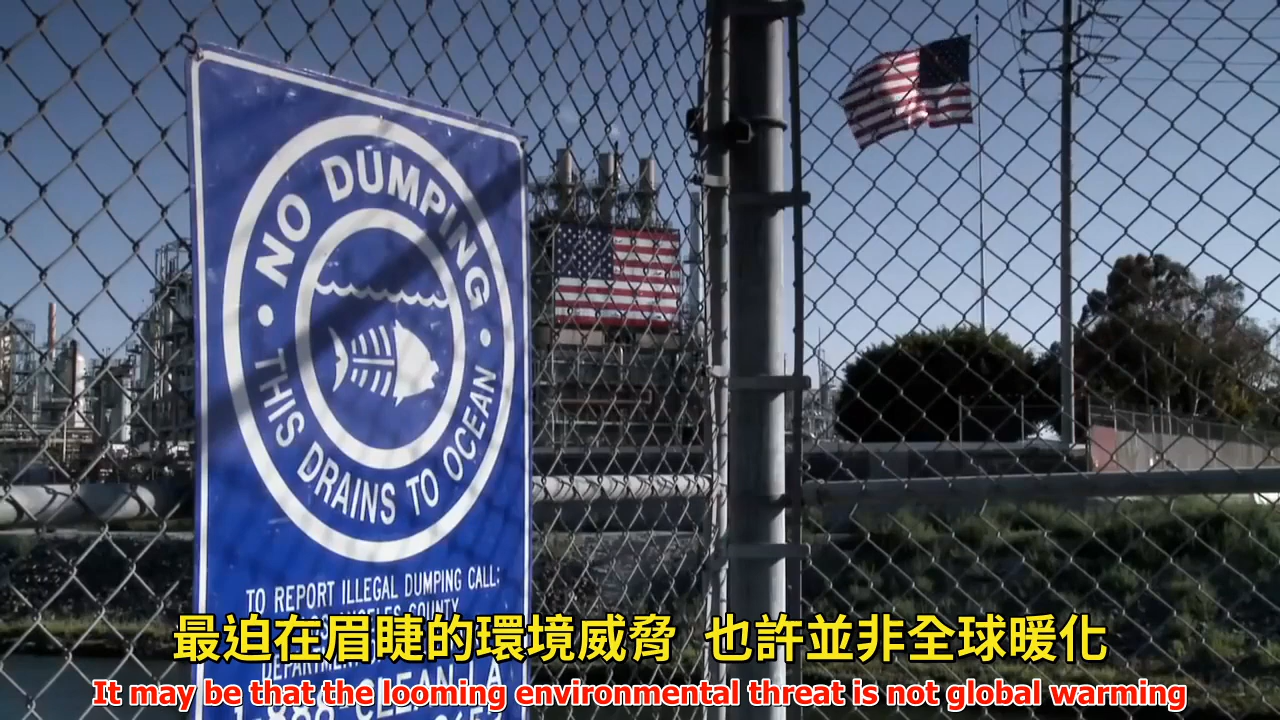 NO DUMPING
THIS DRAINS TO OCEAN
TO REPORT ILLEGAL DUMPING CALL:
COUNTY
最迫在眉睫的環境威脅 也許並非全球暖化
It may be that the looming environmental threat is not global warming